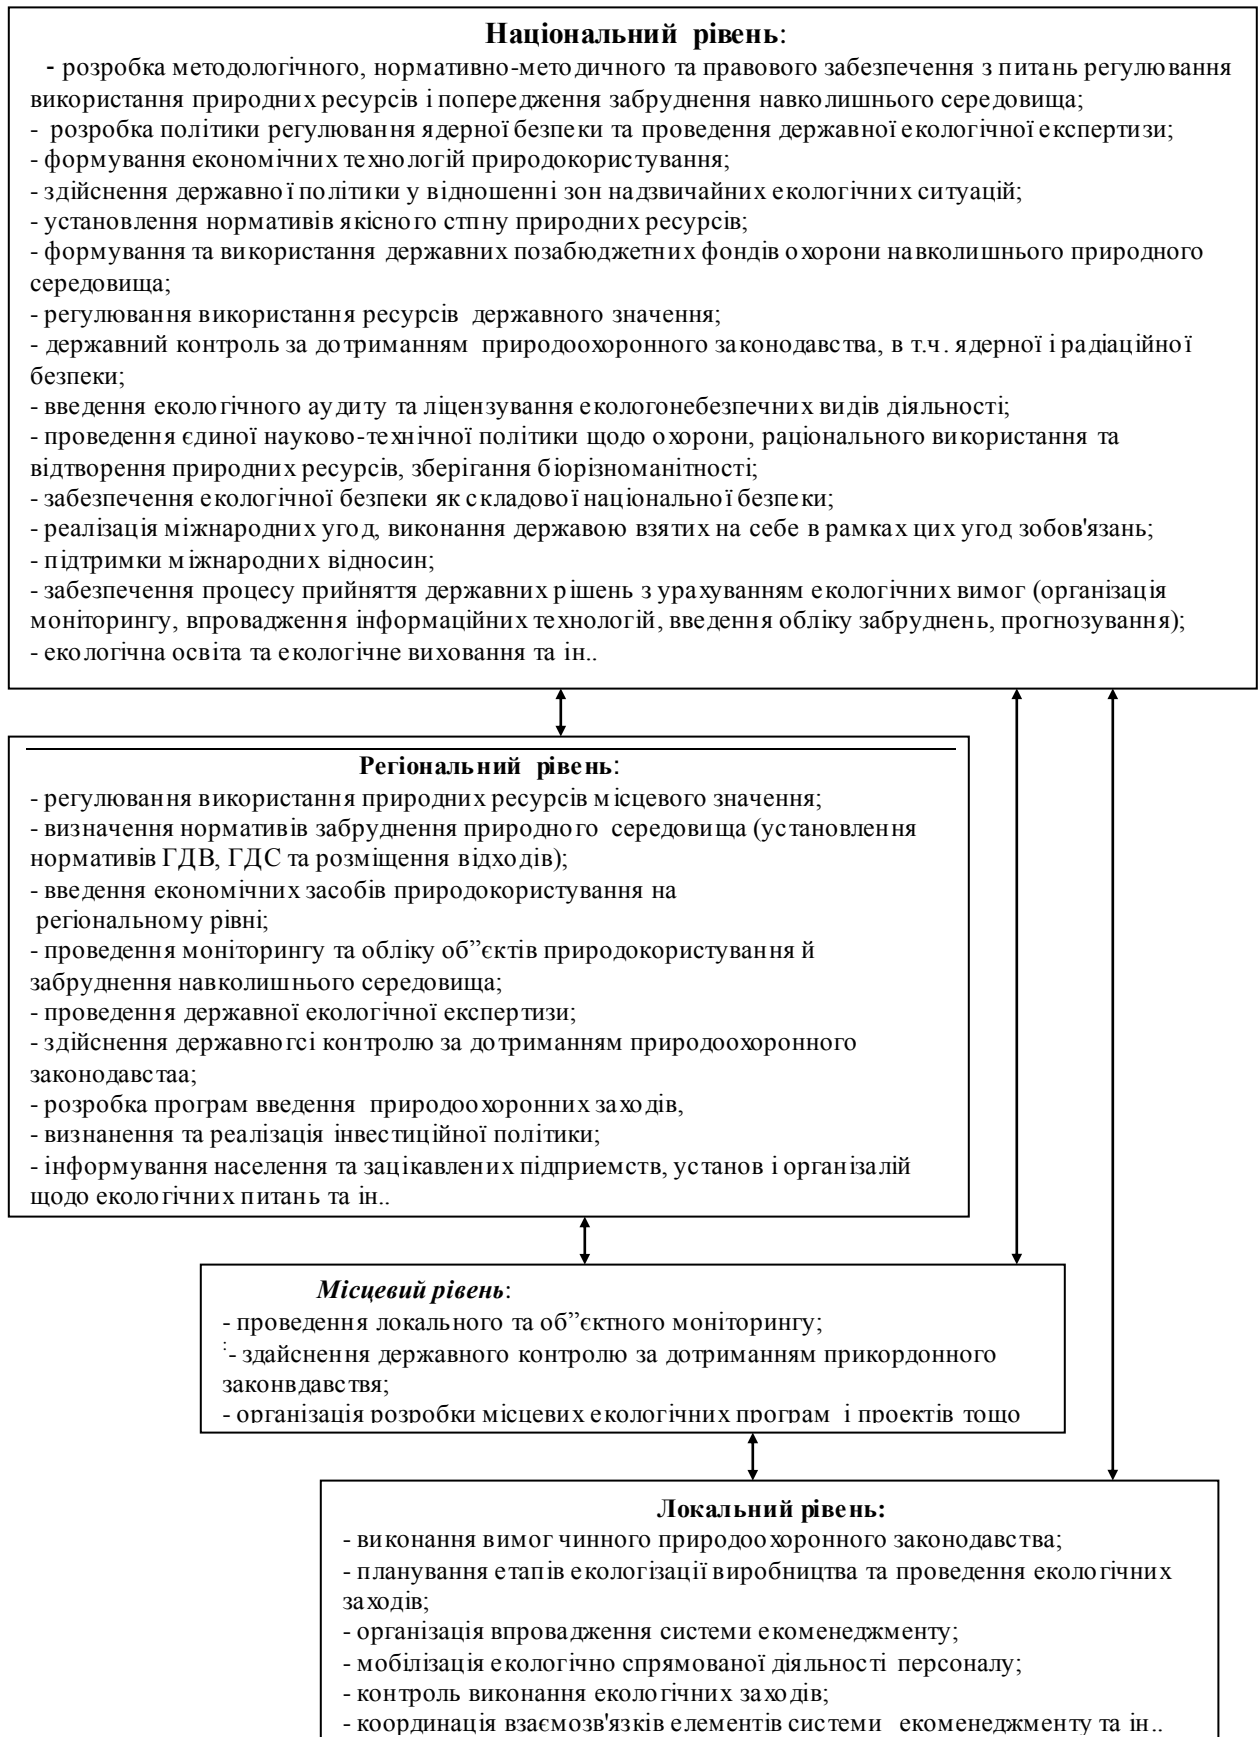 Національний рівень:
- розробка методологічного, нормативно-методичного та правового забезпечення з питань регулювання
використання природних ресурсів і попередження забруднення навколишнього середовища;
- розробка політики регулювання ядерної безпеки та проведення державної екологічної експертизи;
- формування економічних технологій природокористування;
- здійснення державної політики у відношенні зон надзвичайних екологічних ситуацій;
- установлення нормативів якісного стпну природних ресурсів;
- формування та використання державних позабюджетних фондів охорони навколишнього природного
середовища;
- регулювання використання ресурсів державного значення;
- державний контроль за дотриманням природоохоронного законодавства, в т.ч. ядерної і радіаційної
безпеки;
- введення екологічного аудиту та ліцензування екологонебезпечних видів діяльності;
- проведення єдиної науково-технічної політики щодо охорони, раціонального використання та
відтворення природних ресурсів, зберігання біорізноманітності;
- забезпечення екологічної безпеки як складової національної безпеки;
- реалізація міжнародних угод, виконання державою взятих на себе в рамках цих угод зобов'язань;
- підтримки міжнародних відносин;
- забезпечення процесу прийняття державних рішень з урахуванням екологічних вимог (організація
моніторингу, впровадження інформаційних технологій, введення обліку забруднень, прогнозування);
- екологічна освіта та екологічне виховання та ін..
Регіональний рівень:
- регулювання використання природних ресурсів місцевого значення;
- визначення нормативів забруднення природного середовища (установлення
нормативів ГДВ, ГДС та розміщення відходів);
- введення економічних засобів природокористування на
регіональному рівні;
- проведення моніторингу та обліку об”єктів природокористування й
забруднення навколишнього середовища;
- проведення державної екологічної експертизи;
- здійснення державногсі контролю за дотриманням природоохоронного
законодавстаа;
- розробка програм введення природоохоронних заходів,
- визнанення та реалізація інвестиційної політики;
- інформування населення та зацікавлених підприемств, установ і організалій
щодо екологічних питань та ін..
Місцевий рівень:
- проведення локального та об”єктного моніторингу;
:- здайснення державного контролю за дотриманням прикордонного
законвдавствя;
- організація розробки місцевих екологічних програм і проектів тощо
Локальний рівень:
- виконання вимог чинного природоохоронного законодавства;
- планування етапів екологізації виробництва та проведення екологічних
заходів;
- організація впровадження системи екоменеджменту;
- мобілізація екологічно спрямованої діяльності персоналу;
- контроль виконання екологічних заходів;
- координація взаємозв'язків елементів системи екоменеджменту та ін..